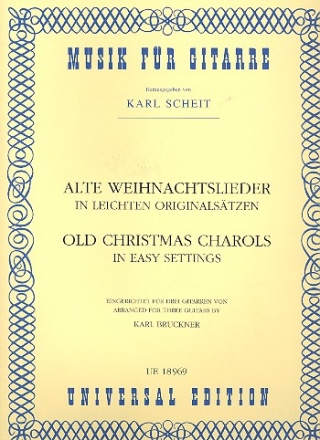 MUSIK FÜR GITARRE
Herausgegeben von
KARL SCHEIT
ALTE WEIHNACHTSLIEDER
IN LEICHTEN ORIGINALSÄTZEN
OLD CHRISTMAS CHAROLS
IN EASY SETTINGS
EINGERICHTET FÜR DREI GITARREN VON
ARRANGED FOR THREE GUITARS BY
KARL BRUCKNER
UE 18969
UNIVERSAL EDITION